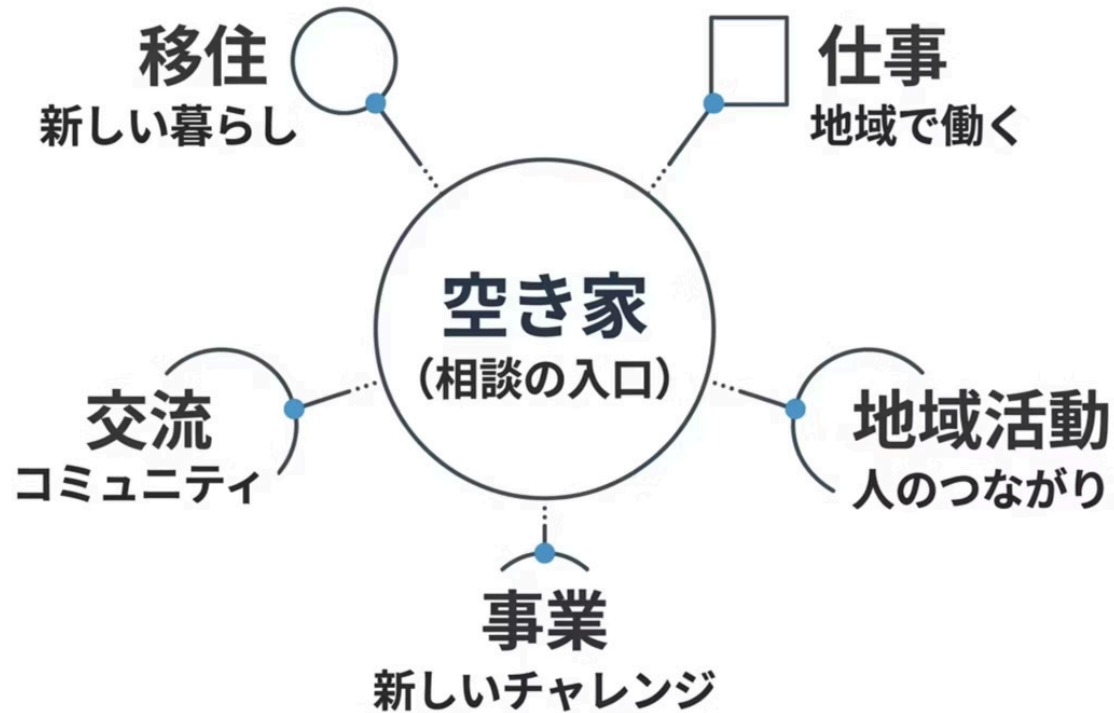 移住
新しい暮らし
仕事
地域で働く
空き家
（相談の入口）
交流
コミュニティ
地域活動
人のつながり
事業
新しいチャレンジ